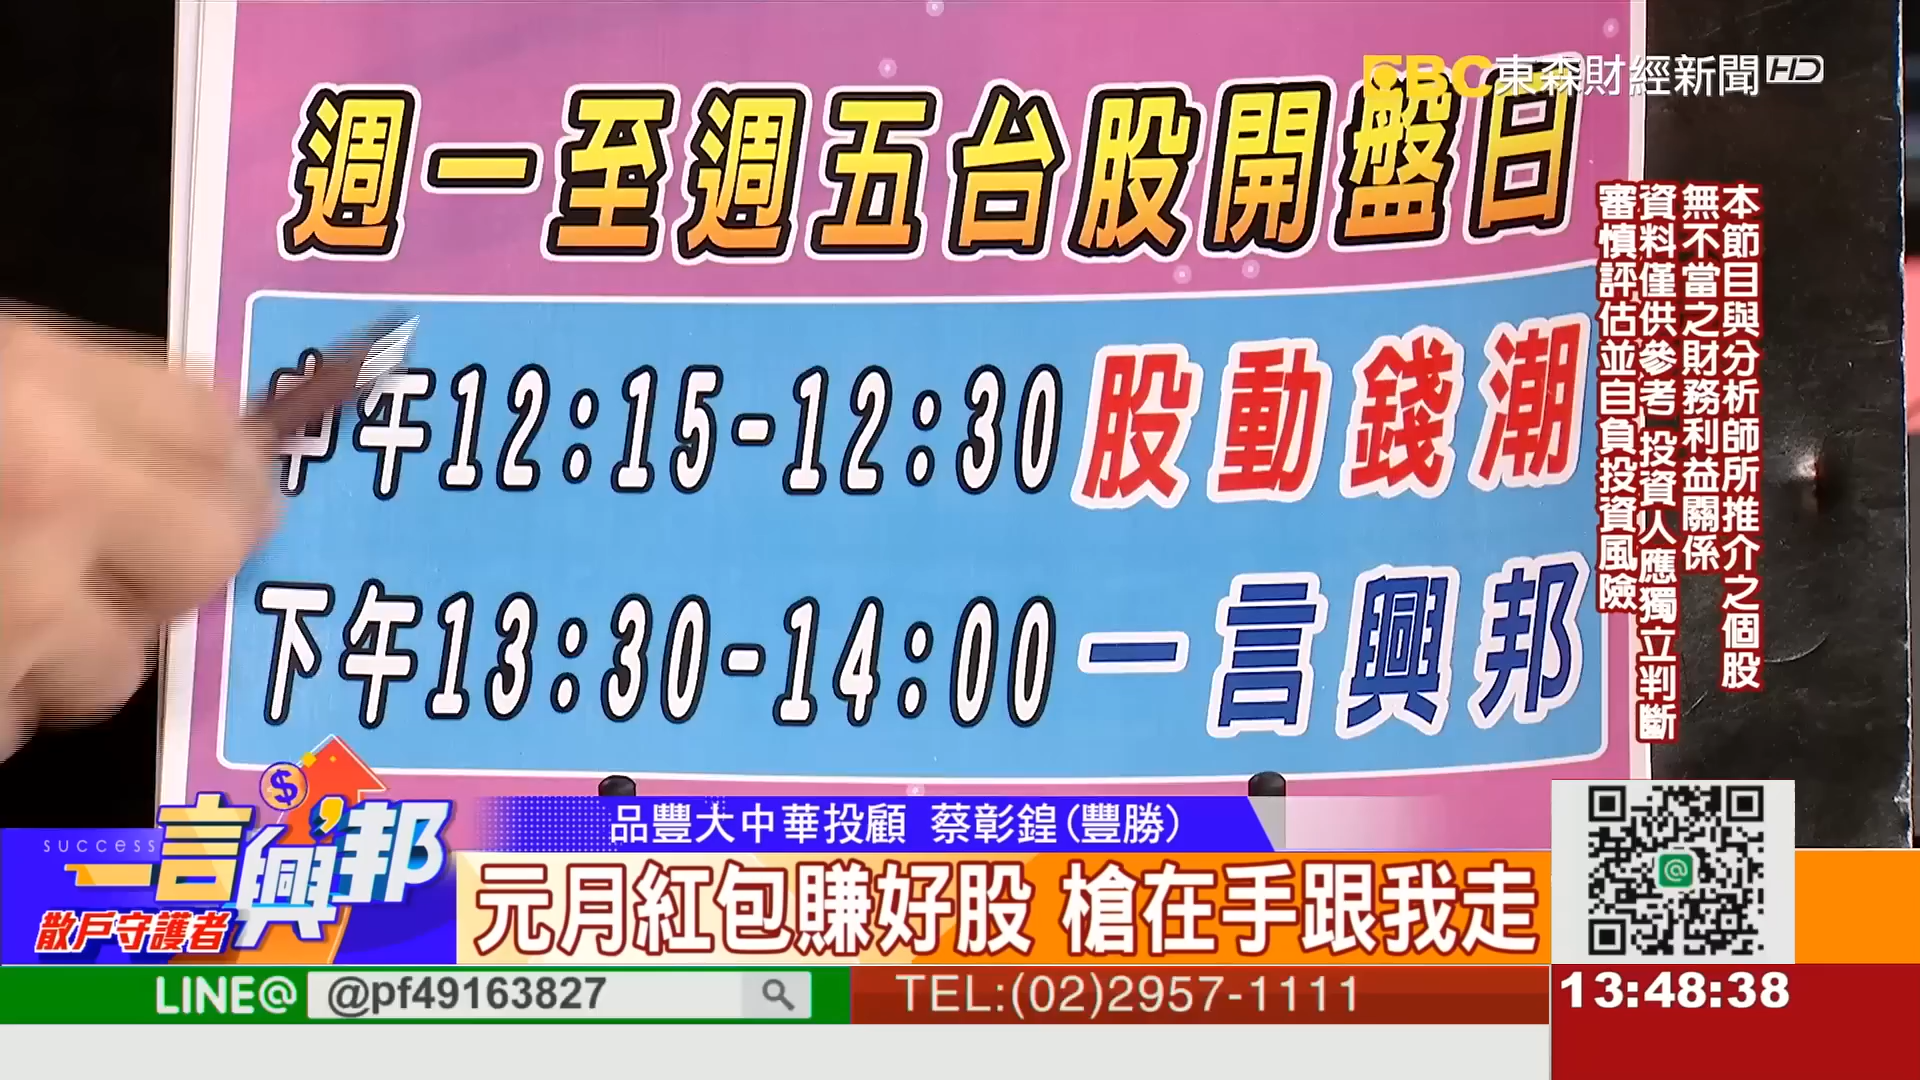 EBC東森財經新聞HD
週一至週五台股開盤日
中午12:15-12:30 股動錢潮
下午13:30-14:00 一言興邦
本節目與分析師所推介之個股
無不當之財務利益關係
資料僅供參考 投資人應獨立判斷
審慎評估並自負投資風險
$
success
一言興邦
散戶守護者
品豐大中華投顧 蔡彰鍠(豐勝)
元月紅包賺好股 槍在手跟我走
LINE@ @pf49163827
TEL:(02)2957-1111
@
13:48:38